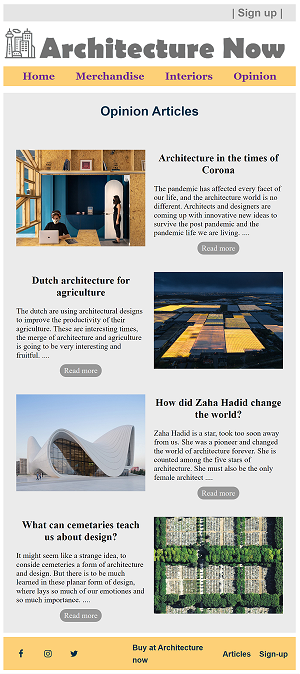 | Sign up |
Architecture Now
Home Merchandise Interiors Opinion
Opinion Articles
Architecture in the times of
Corona
The pandemic has affected every facet of
our life, and the architecture world is no
different. Architects and designers are
coming up with innovative new ideas to
survive the post pandemic and the
pandemic life we are living. ....
Read more
Dutch architecture for
agriculture
The dutch are using architectural designs
to improve the productivity of their
agriculture. These are interesting times,
the merge of architecture and agriculture
is going to be very interesting and
fruitful. ....
Read more
How did Zaha Hadid change
the world?
Zaha Hadid is a star, took too soon away
from us. She was a pioneer and changed
the world of architecture forever. She is
counted among the five stars of
architecture. She must also be the only
female architect ....
Read more
What can cemetaries teach
us about design?
It might seem like a strange idea, to
conside cemeteries a form of architecture
and design. But there is to be much
learned in these planar form of design,
where lays so much of our emotiones and
so much importance. ....
Read more
Buy at Architecture
now
Articles Sign-up